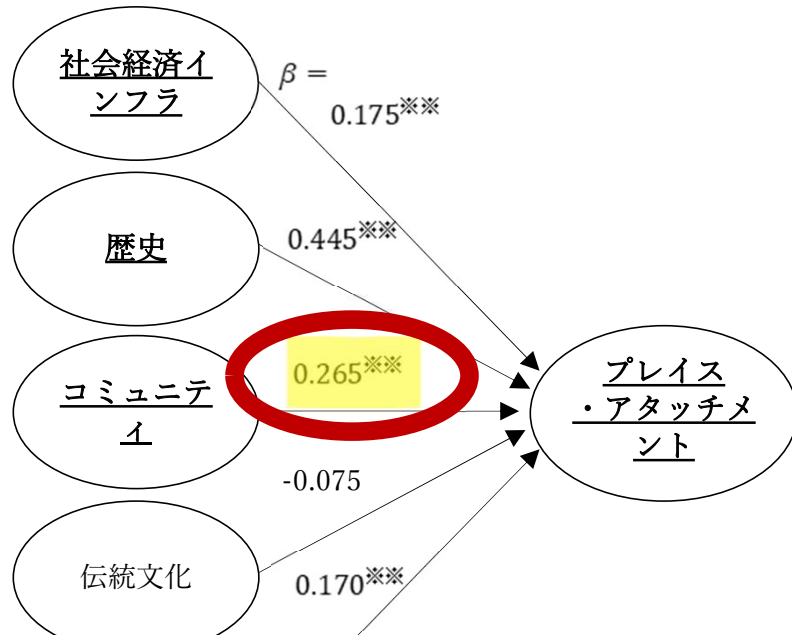 社会経済イ
ンフラ
β =
0.175※※
歴史
0.445※※
コミュニテ
ィ
0.265※※
プレイス
・アタッチメ
ント
-0.075
伝統文化
0.170※※